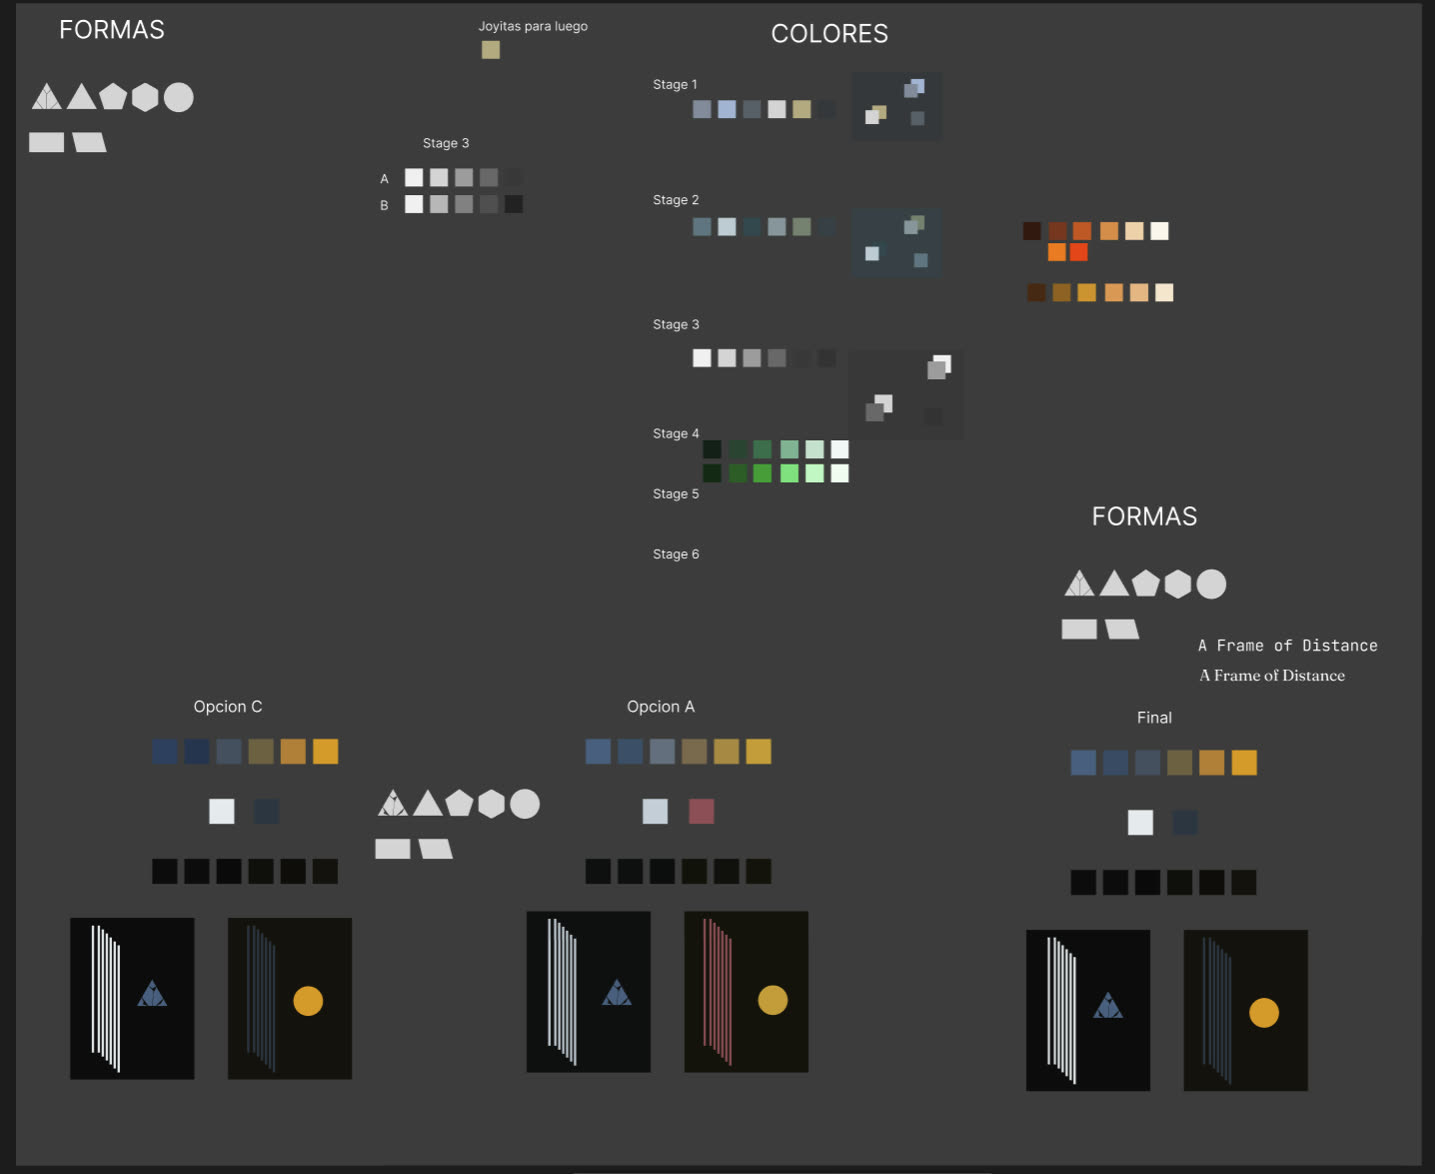 FORMAS
Joyitas para luego
COLORES
Stage 1
Stage 3
A
B
Stage 2
Stage 3
Stage 4
Stage 5
Stage 6
FORMAS
A Frame of Distance
A Frame of Distance
Opcion C
Opcion A
Final